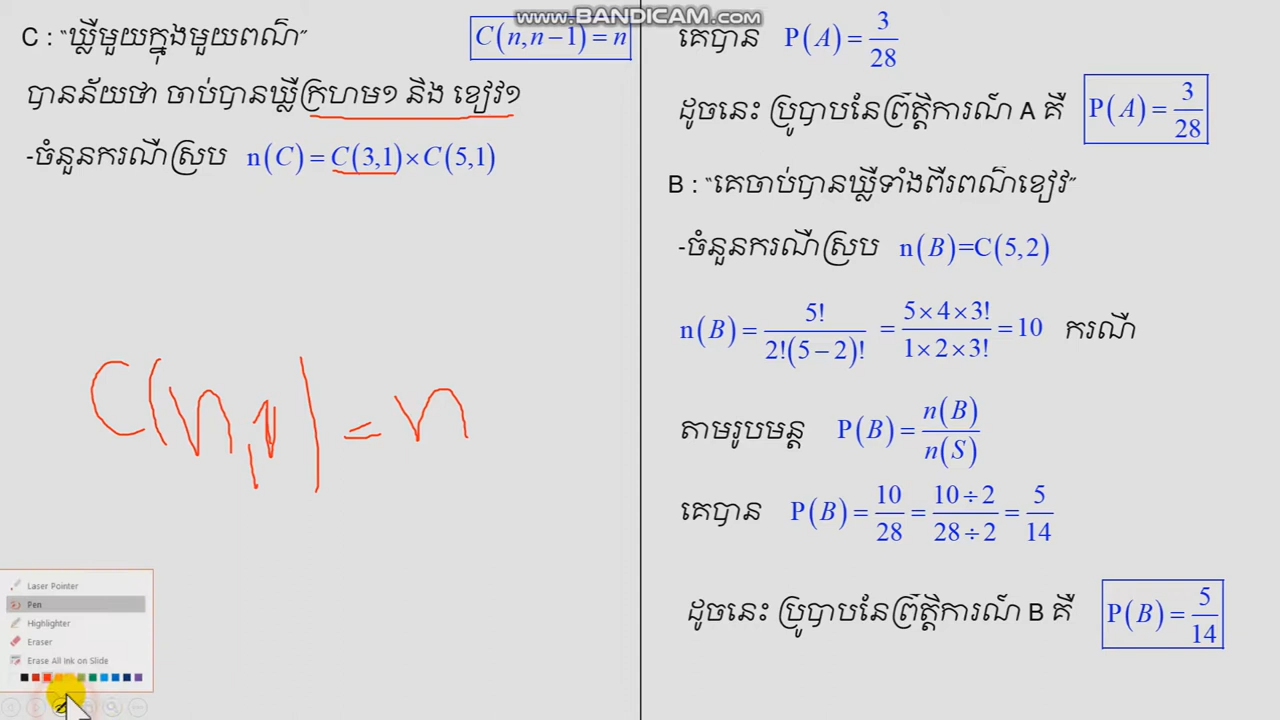 www.BANDICAM.com
C : “ឃ្លីមួយក្នុងមួយពណ៌”
C(n,n−1)=n
បានន័យថា ចាប់បានឃ្លីក្រហម១ និង ខៀវ១
-ចំនួនករណីស្រប n(C) = C(3,1)×C(5,1)
C(n,1)=n
Laser Pointer
Pen
Highlighter
Eraser
Erase All Ink on Slide
គេបាន P(A)=3/28
ដូចនេះ ប្រូបាបនៃព្រឹត្តិការណ៍ A គឺ P(A)=3/28
B : “គេចាប់បានឃ្លីទាំងពីរពណ៌ខៀវ”
-ចំនួនករណីស្រប n(B)=C(5,2)
n(B)=5!/2!(5−2)! = 5×4×3!/1×2×3! =10 ករណី
តាមរូបមន្ត P(B)=n(B)/n(S)
គេបាន P(B)=10/28=10÷2/28÷2=5/14
ដូចនេះ ប្រូបាបនៃព្រឹត្តិការណ៍ B គឺ P(B)=5/14